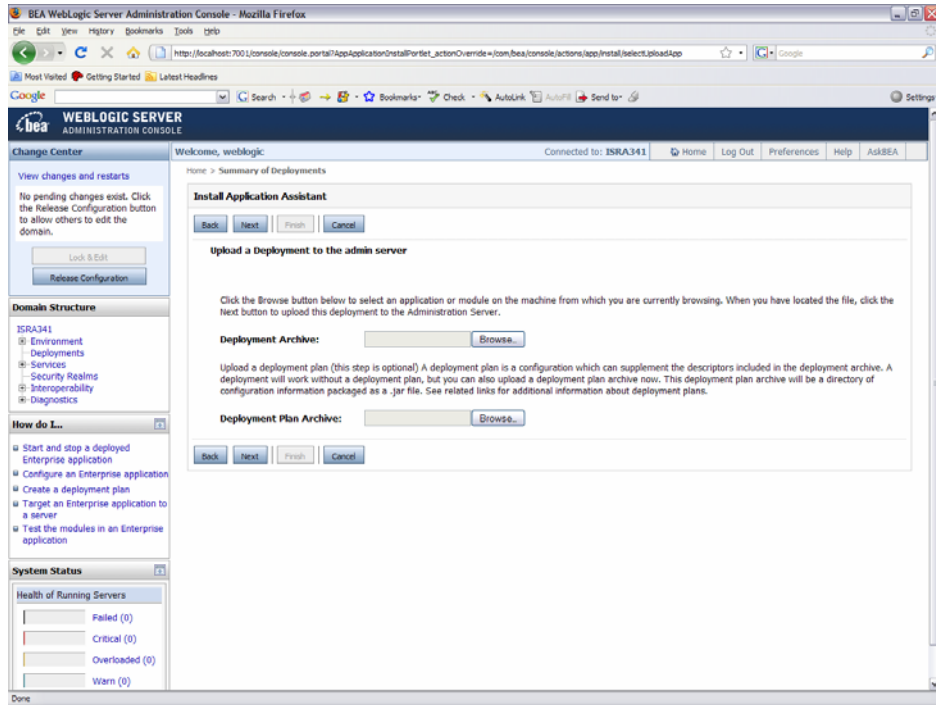 BEA WebLogic Server Administration Console - Mozilla Firefox
File Edit View History Bookmarks Tools Help
http://localhost:7001/console/console.portal?AppApplicationInstallPortlet_actionOverride=/com/bea/console/actions/app/install/selectUploadApp
Google
Most Visited Getting Started Latest Headlines
Google Search Bookmarks Check AutoLink AutoFill Send to Settings
bea WEBLOGIC SERVER
ADMINISTRATION CONSOLE
Change Center
View changes and restarts
No pending changes exist. Click
the Release Configuration button
to allow others to edit the
domain.
Lock & Edit
Release Configuration
Domain Structure
ISRA341
Environment
Deployments
Services
Security Realms
Interoperability
Diagnostics
How do I...
Start and stop a deployed
Enterprise application
Configure an Enterprise application
Create a deployment plan
Target an Enterprise application to
a server
Test the modules in an Enterprise
application
System Status
Health of Running Servers
Failed (0)
Critical (0)
Overloaded (0)
Warn (0)
Welcome, weblogic Connected to: ISRA341 Home Log Out Preferences Help AskBEA
Home > Summary of Deployments
Install Application Assistant
Back Next Finish Cancel
Upload a Deployment to the admin server
Click the Browse button below to select an application or module on the machine from which you are currently browsing. When you have located the file, click the
Next button to upload this deployment to the Administration Server.
Deployment Archive: Browse..
Upload a deployment plan (this step is optional) A deployment plan is a configuration which can supplement the descriptors included in the deployment archive. A
deployment will work without a deployment plan, but you can also upload a deployment plan archive now. This deployment plan archive will be a directory of
configuration information packaged as a .jar file. See related links for additional information about deployment plans.
Deployment Plan Archive: Browse..
Back Next Finish Cancel
Done